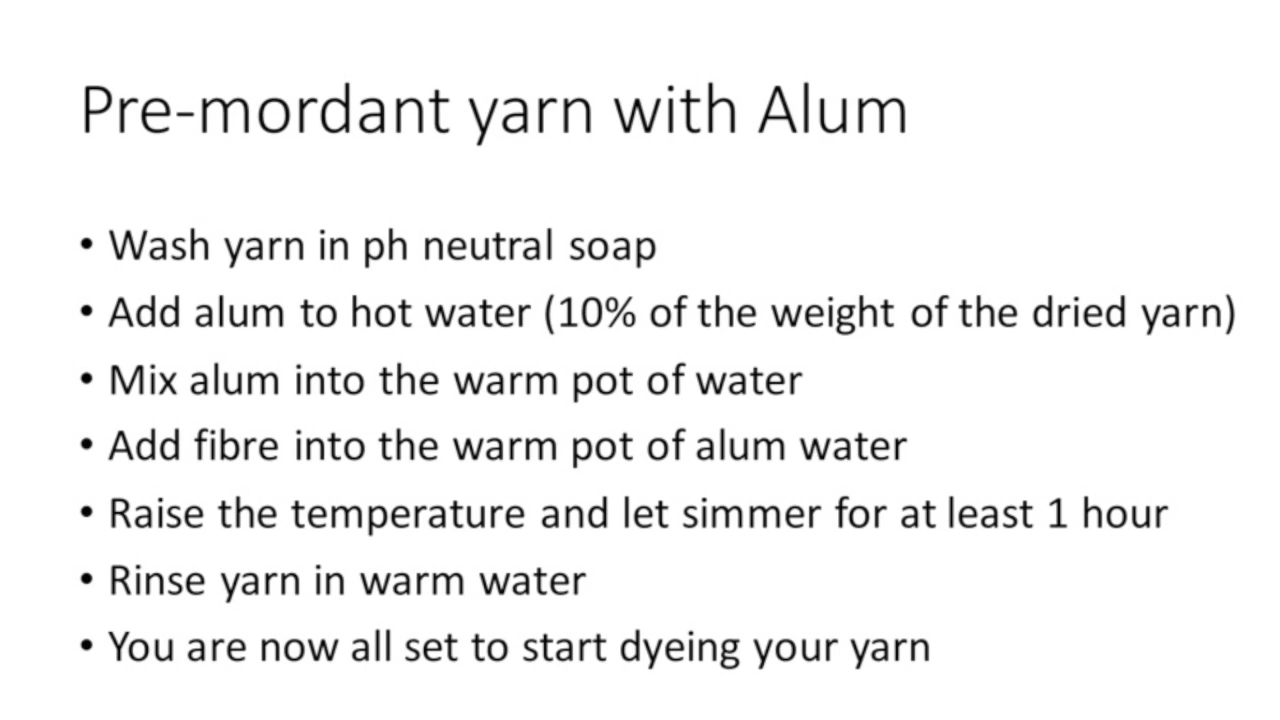 Pre-mordant yarn with Alum
• Wash yarn in ph neutral soap
• Add alum to hot water (10% of the weight of the dried yarn)
• Mix alum into the warm pot of water
• Add fibre into the warm pot of alum water
• Raise the temperature and let simmer for at least 1 hour
• Rinse yarn in warm water
• You are now all set to start dyeing your yarn